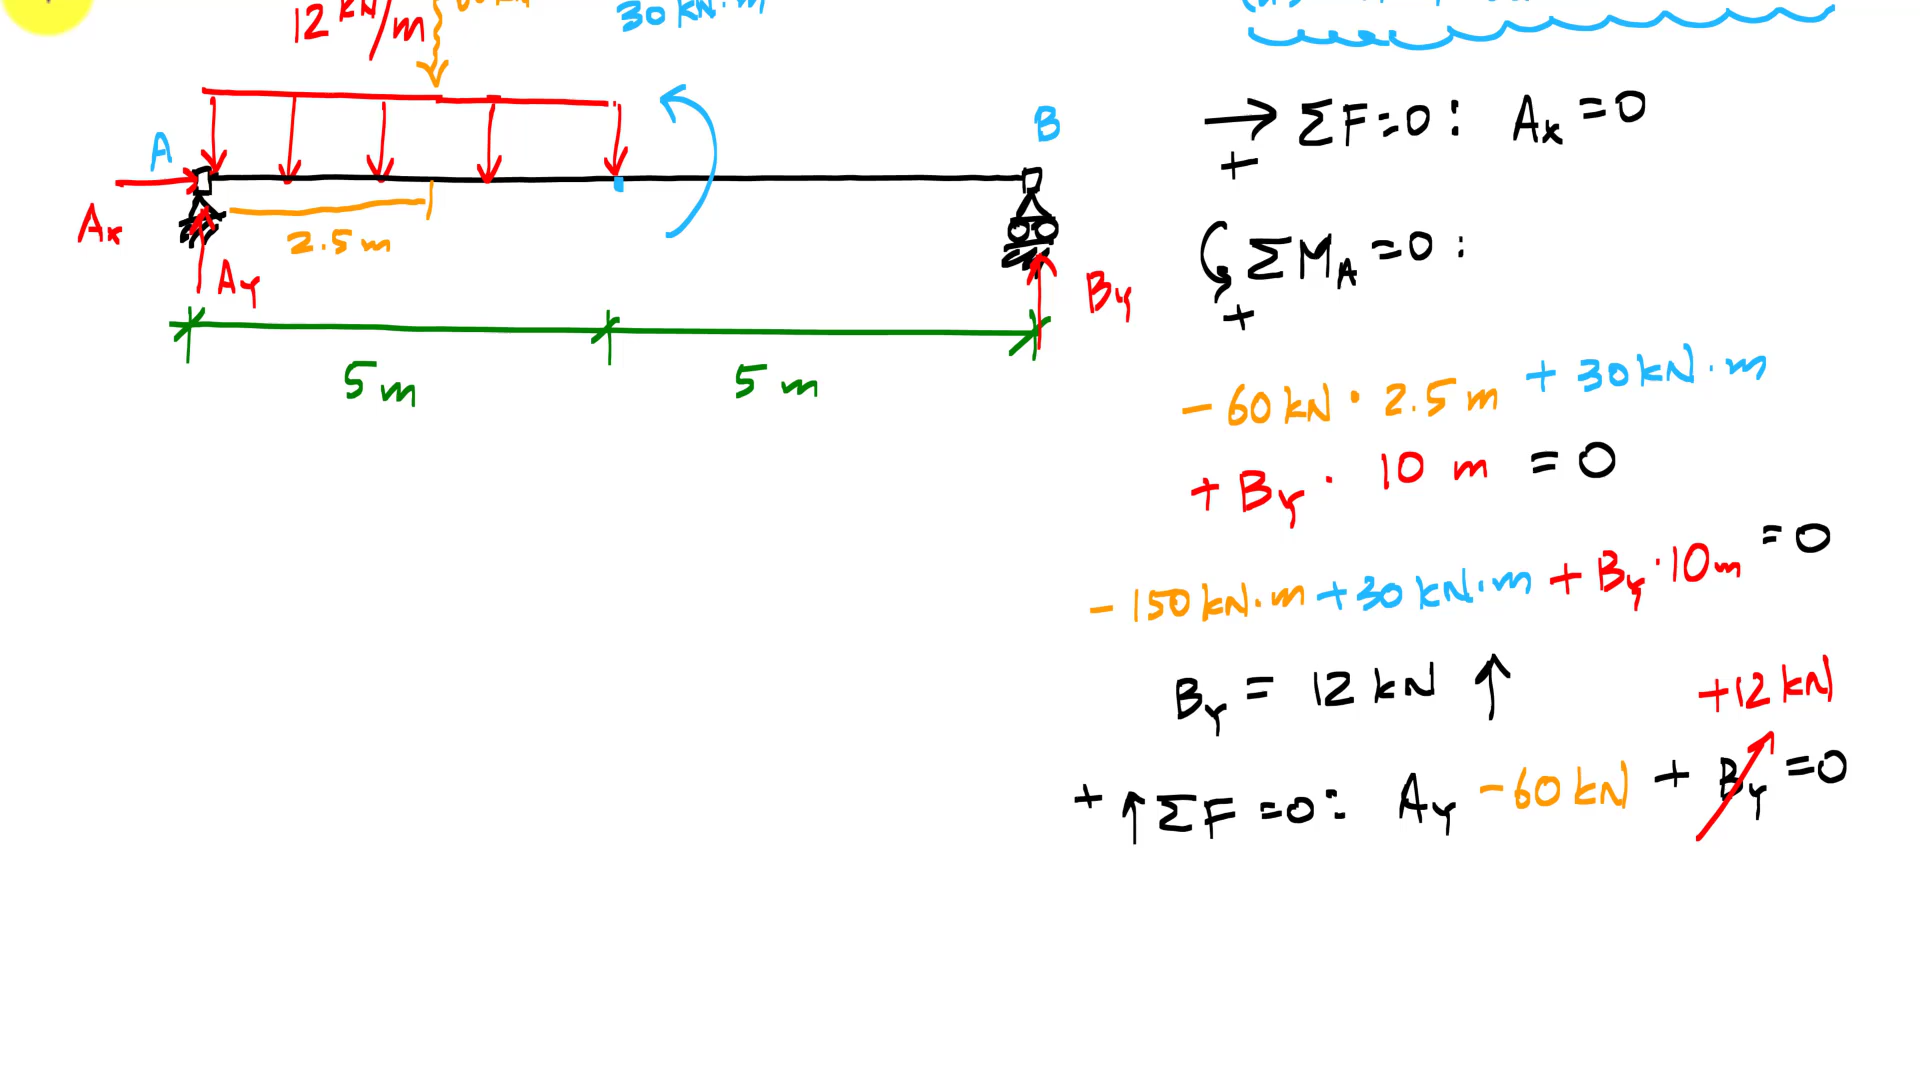 12 kN/m
30 kN·m
A
B
Ax
2.5 m
Ay
By
5 m
5 m
→ ΣF=0: Ax =0
+
ΣMA =0:
+
- 60 kN · 2.5 m + 30 kN·m
+ By · 10 m = 0
- 150 kN·m + 30 kN·m + By · 10 m = 0
By = 12 kN ↑
+12 kN
+ ↑ ΣF =0: Ay - 60 kN + By =0